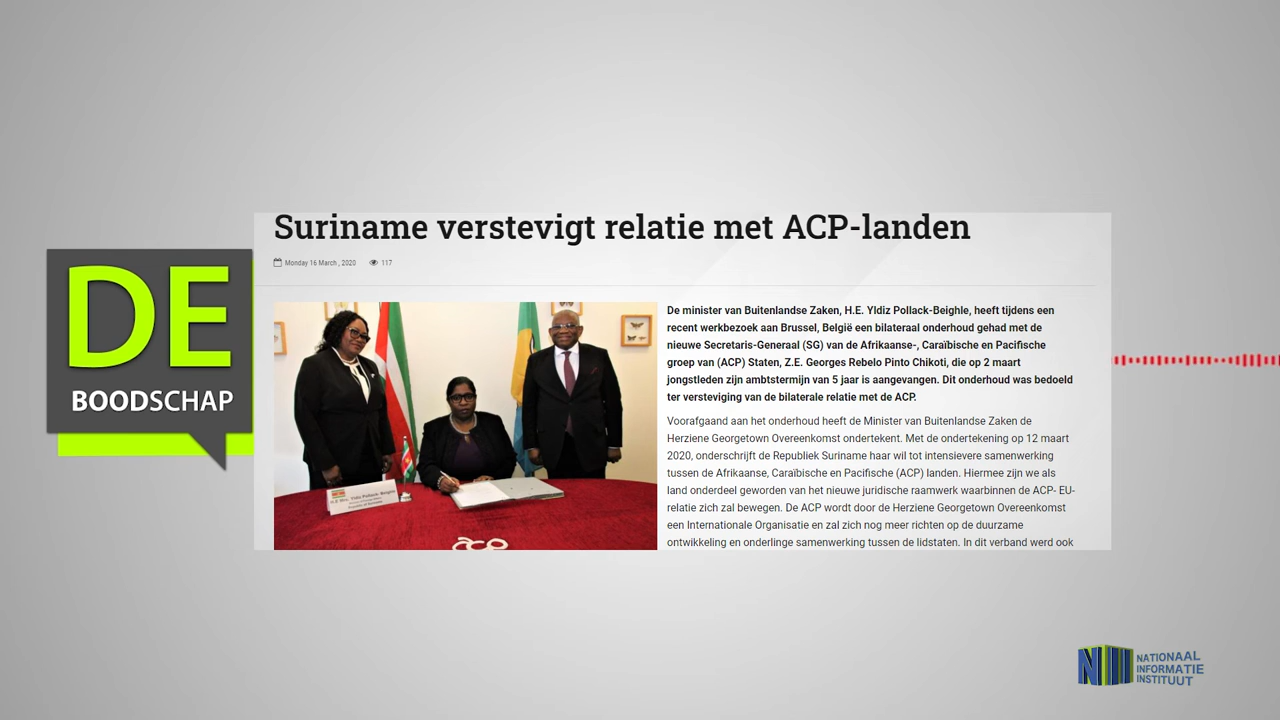 Suriname verstevigt relatie met ACP-landen
Monday 16 March , 2020 117
DE
BOODSCHAP
De minister van Buitenlandse Zaken, H.E. Yldiz Pollack-Beighle, heeft tijdens een
recent werkbezoek aan Brussel, België een bilateraal onderhoud gehad met de
nieuwe Secretaris-Generaal (SG) van de Afrikaanse-, Caraïbische en Pacifische
groep van (ACP) Staten, Z.E. Georges Rebelo Pinto Chikoti, die op 2 maart
jongstleden zijn ambtstermijn van 5 jaar is aangevangen. Dit onderhoud was bedoeld
ter versteviging van de bilaterale relatie met de ACP.
Voorafgaand aan het onderhoud heeft de Minister van Buitenlandse Zaken de
Herziene Georgetown Overeenkomst ondertekent. Met de ondertekening op 12 maart
2020, onderschrijft de Republiek Suriname haar wil tot intensievere samenwerking
tussen de Afrikaanse, Caraïbische en Pacifische (ACP) landen. Hiermee zijn we als
land onderdeel geworden van het nieuwe juridische raamwerk waarbinnen de ACP- EU-
relatie zich zal bewegen. De ACP wordt door de Herziene Georgetown Overeenkomst
een Internationale Organisatie en zal zich nog meer richten op de duurzame
ontwikkeling en onderlinge samenwerking tussen de lidstaten. In dit verband werd ook
Yldiz Pollack-Beighle
acp
NII
NATIONAAL
INFORMATIE
INSTITUUT